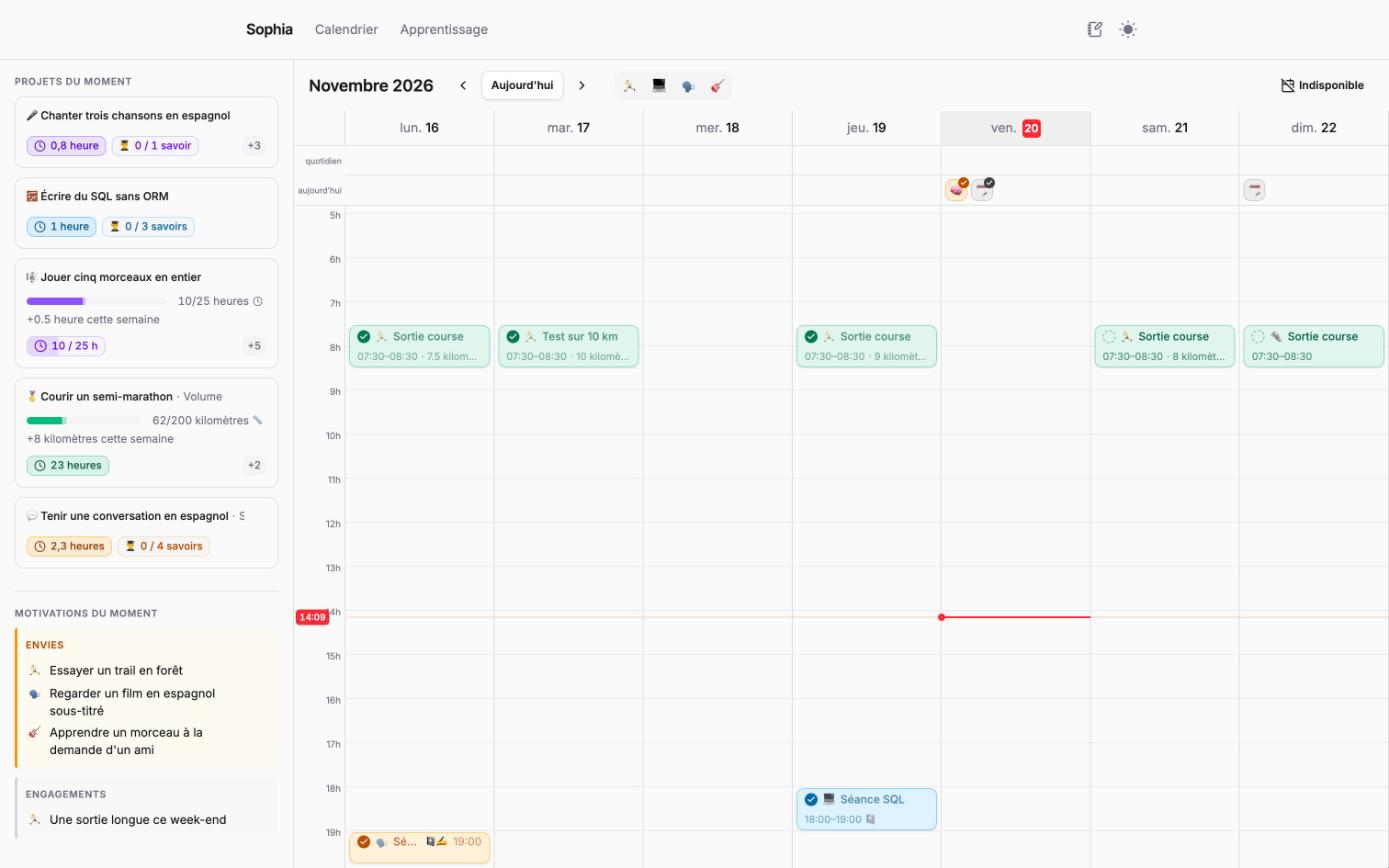 Sophia
Calendrier
Apprentissage
PROJETS DU MOMENT
Chanter trois chansons en espagnol
0,8 heure
0 / 1 savoir
+3
Écrire du SQL sans ORM
1 heure
0 / 3 savoirs
Jouer cinq morceaux en entier
10/25 heures
+0.5 heure cette semaine
10 / 25 h
+5
Courir un semi-marathon · Volume
62/200 kilomètres
+8 kilomètres cette semaine
23 heures
+2
Tenir une conversation en espagnol · S
2,3 heures
0 / 4 savoirs
MOTIVATIONS DU MOMENT
ENVIES
Essayer un trail en forêt
Regarder un film en espagnol
sous-titré
Apprendre un morceau à la
demande d'un ami
ENGAGEMENTS
Une sortie longue ce week-end
Novembre 2026
Aujourd'hui
Indisponible
lun. 16
mar. 17
mer. 18
jeu. 19
ven. 20
sam. 21
dim. 22
quotidien
aujourd'hui
5h
6h
7h
Sortie course
07:30–08:30 · 7.5 kilom...
Test sur 10 km
07:30–08:30 · 10 kilomè...
Sortie course
07:30–08:30 · 9 kilomèt...
Sortie course
07:30–08:30 · 8 kilomèt...
Sortie course
07:30–08:30
8h
9h
10h
11h
12h
13h
14:09
15h
16h
17h
18h
Séance SQL
18:00–19:00
19h
Sé... 19:00